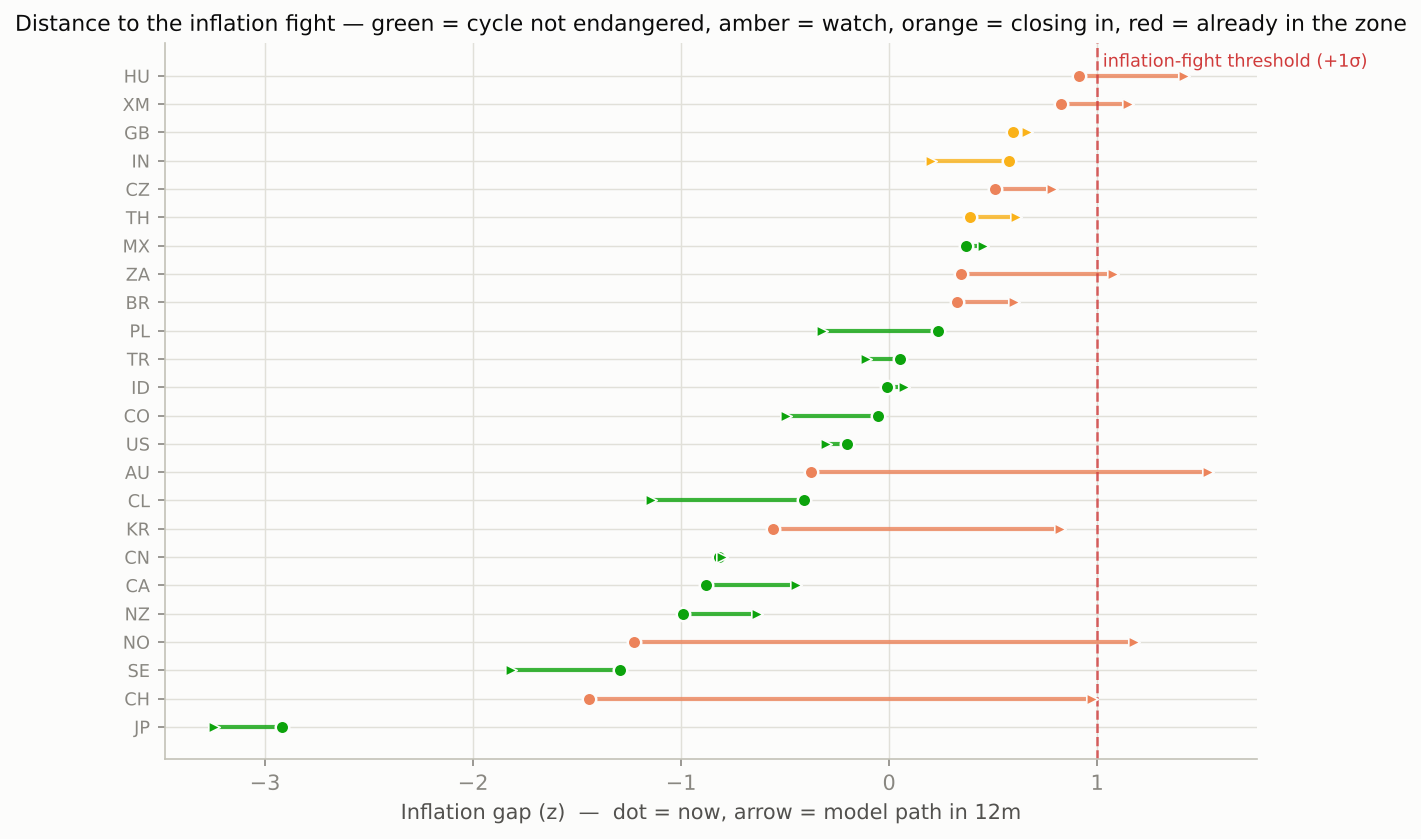 Distance to the inflation fight — green = cycle not endangered, amber = watch, orange = closing in, red = already in the zone
inflation-fight threshold (+1σ)
HU
XM
GB
IN
CZ
TH
MX
ZA
BR
PL
TR
ID
CO
US
AU
CL
KR
CN
CA
NZ
NO
SE
CH
JP
−3 −2 −1 0 1
Inflation gap (z) — dot = now, arrow = model path in 12m